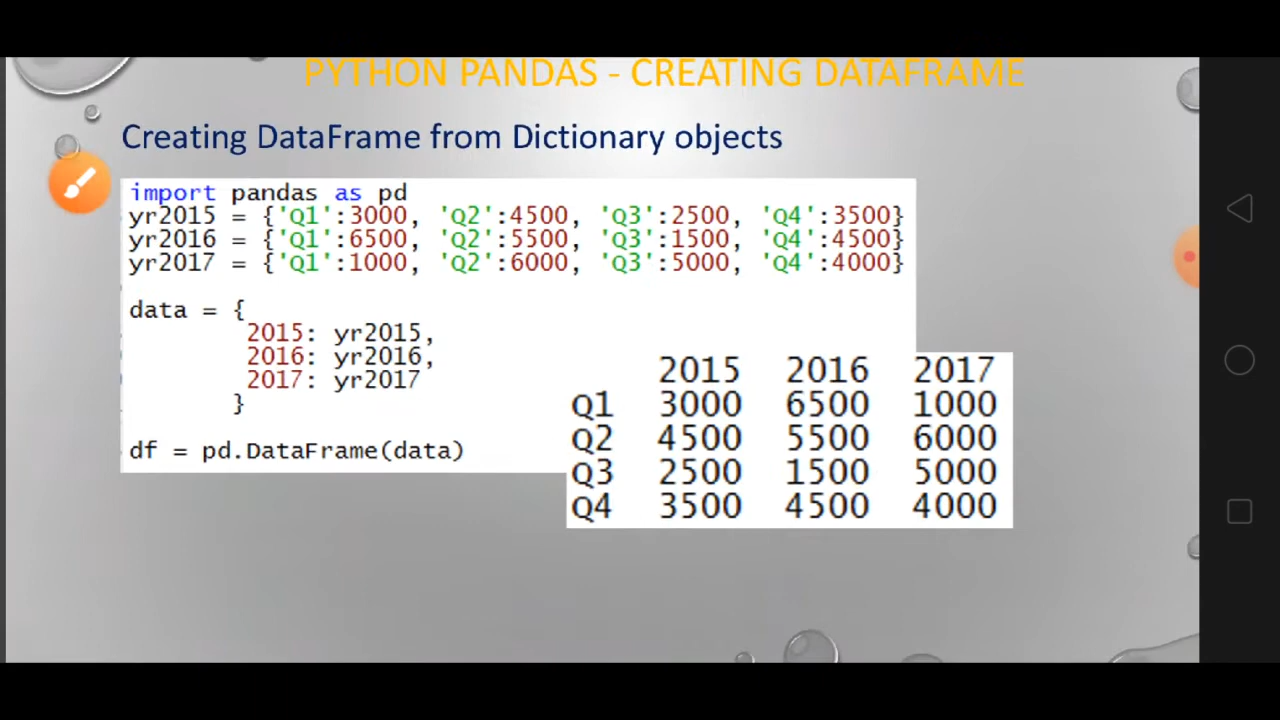 PYTHON PANDAS - CREATING DATAFRAME
Creating DataFrame from Dictionary objects
import pandas as pd
yr2015 = {'Q1':3000, 'Q2':4500, 'Q3':2500, 'Q4':3500}
yr2016 = {'Q1':6500, 'Q2':5500, 'Q3':1500, 'Q4':4500}
yr2017 = {'Q1':1000, 'Q2':6000, 'Q3':5000, 'Q4':4000}
data = {
2015: yr2015,
2016: yr2016,
2017: yr2017
}
df = pd.DataFrame(data)
2015 2016 2017
Q1 3000 6500 1000
Q2 4500 5500 6000
Q3 2500 1500 5000
Q4 3500 4500 4000